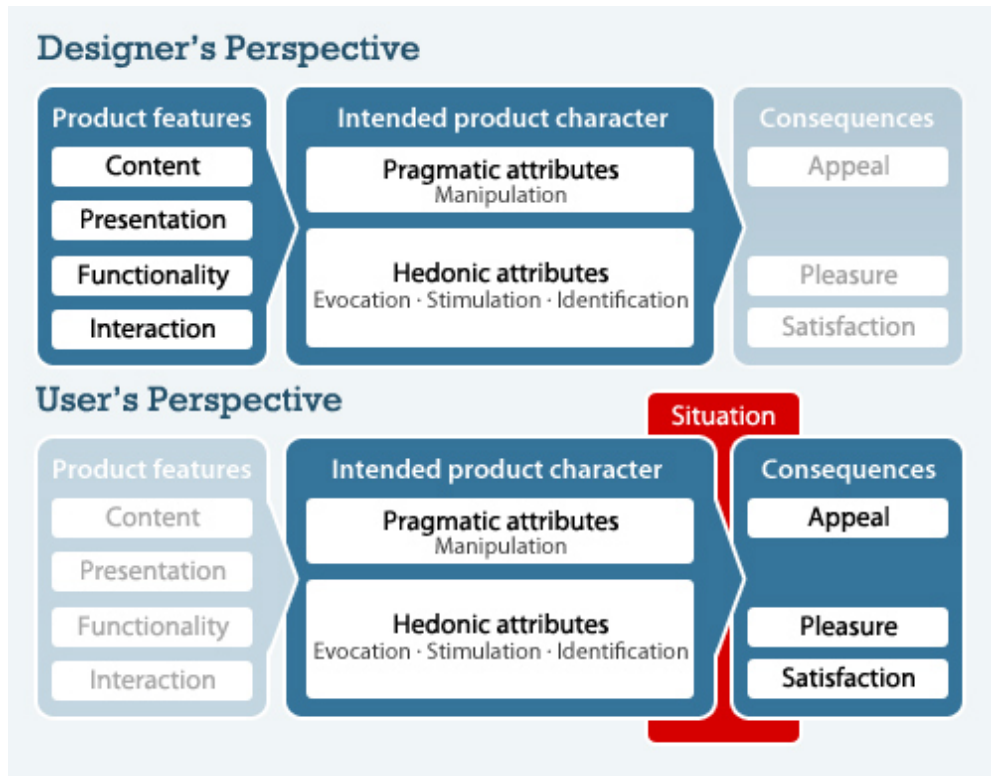 Designer's Perspective
Product features
Content
Presentation
Functionality
Interaction
Intended product character
Pragmatic attributes
Manipulation
Hedonic attributes
Evocation · Stimulation · Identification
Consequences
Appeal
Pleasure
Satisfaction
User's Perspective
Situation
Product features
Content
Presentation
Functionality
Interaction
Intended product character
Pragmatic attributes
Manipulation
Hedonic attributes
Evocation · Stimulation · Identification
Consequences
Appeal
Pleasure
Satisfaction